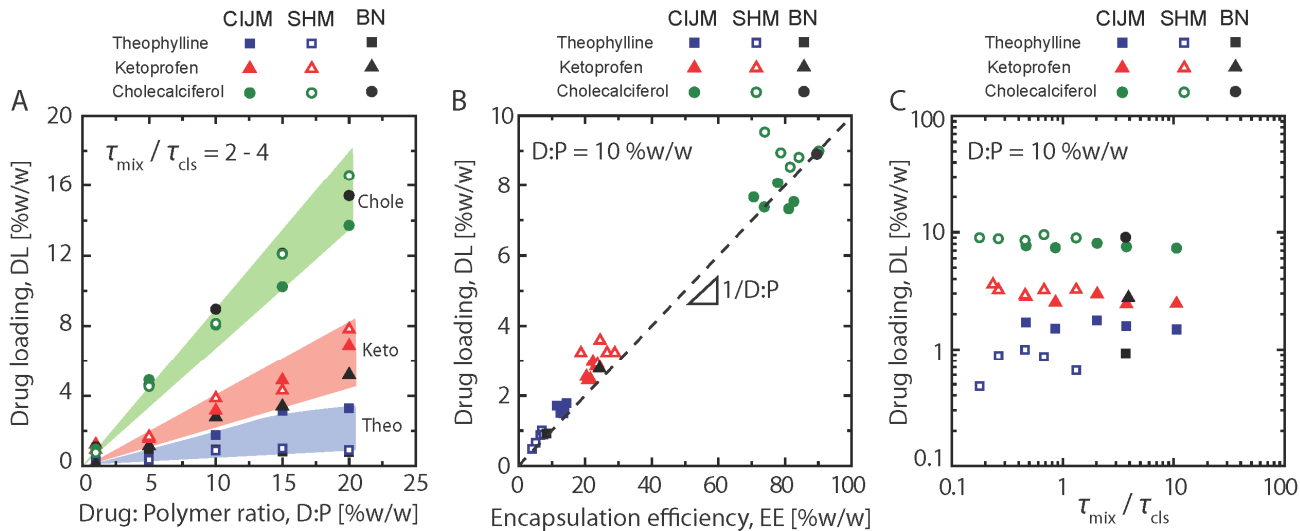 CIJM SHM BN
Theophylline
Ketoprofen
Cholecalciferol
A
τmix / τcls = 2 - 4
Chole
Keto
Theo
20
16
12
8
4
0
0 5 10 15 20 25
Drug loading, DL [%w/w]
Drug: Polymer ratio, D:P [%w/w]
CIJM SHM BN
Theophylline
Ketoprofen
Cholecalciferol
B
D:P = 10 %w/w
1/D:P
10
8
6
4
2
0
0 20 40 60 80 100
Drug loading, DL [%w/w]
Encapsulation efficiency, EE [%w/w]
CIJM SHM BN
Theophylline
Ketoprofen
Cholecalciferol
C
D:P = 10 %w/w
100
10
1
0.1
0.1 1 10 100
Drug loading, DL [%w/w]
τmix / τcls